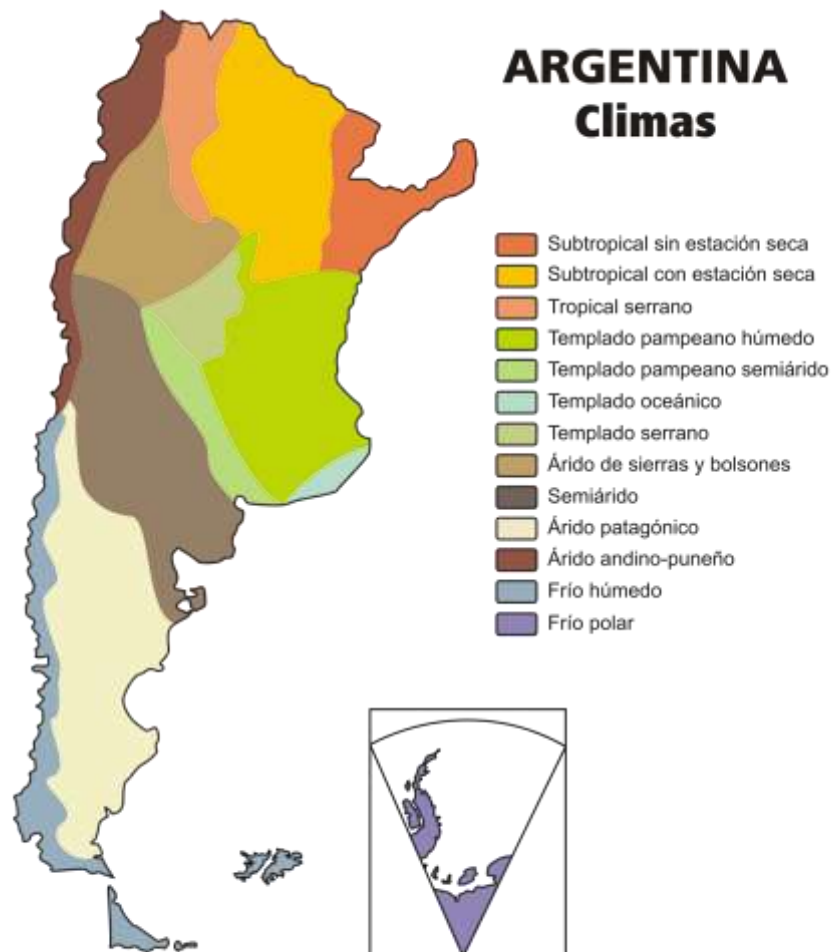 ARGENTINA
Climas
Subtropical sin estación seca
Subtropical con estación seca
Tropical serrano
Templado pampeano húmedo
Templado pampeano semiárido
Templado oceánico
Templado serrano
Árido de sierras y bolsones
Semiárido
Árido patagónico
Árido andino-puneño
Frío húmedo
Frío polar